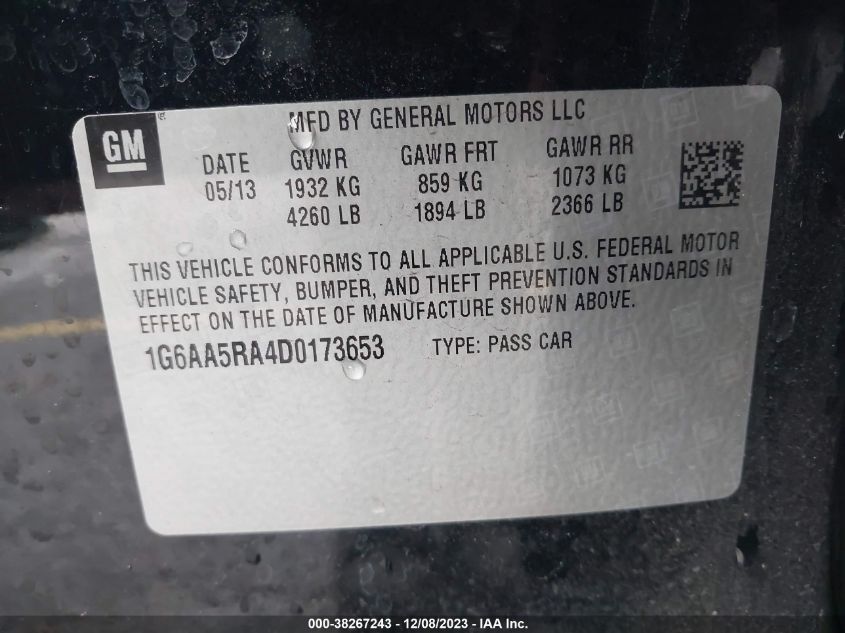 GM
MFD BY GENERAL MOTORS LLC
DATE GVWR GAWR FRT GAWR RR
05/13 1932 KG 859 KG 1073 KG
4260 LB 1894 LB 2366 LB
THIS VEHICLE CONFORMS TO ALL APPLICABLE U.S. FEDERAL MOTOR
VEHICLE SAFETY, BUMPER, AND THEFT PREVENTION STANDARDS IN
EFFECT ON THE DATE OF MANUFACTURE SHOWN ABOVE.
1G6AA5RA4D0173653 TYPE: PASS CAR
000-38267243 - 12/08/2023 - IAA Inc.